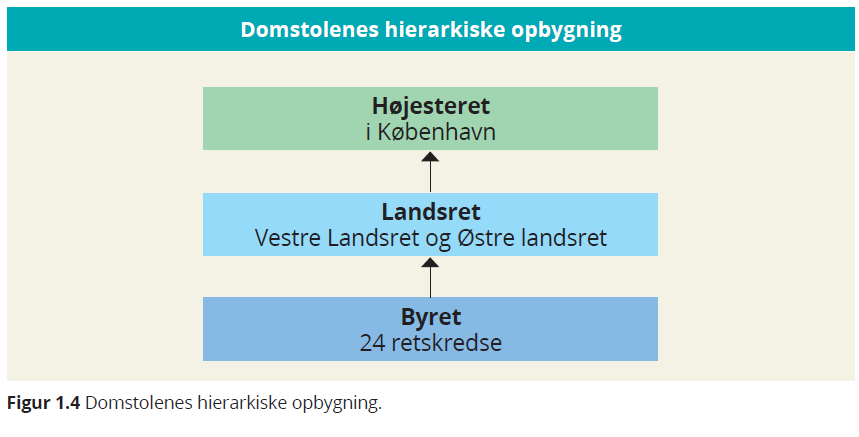 Domstolenes hierarkiske opbygning
Højesteret
i København
Landsret
Vestre Landsret og Østre landsret
Byret
24 retskredse
Figur 1.4 Domstolenes hierarkiske opbygning.